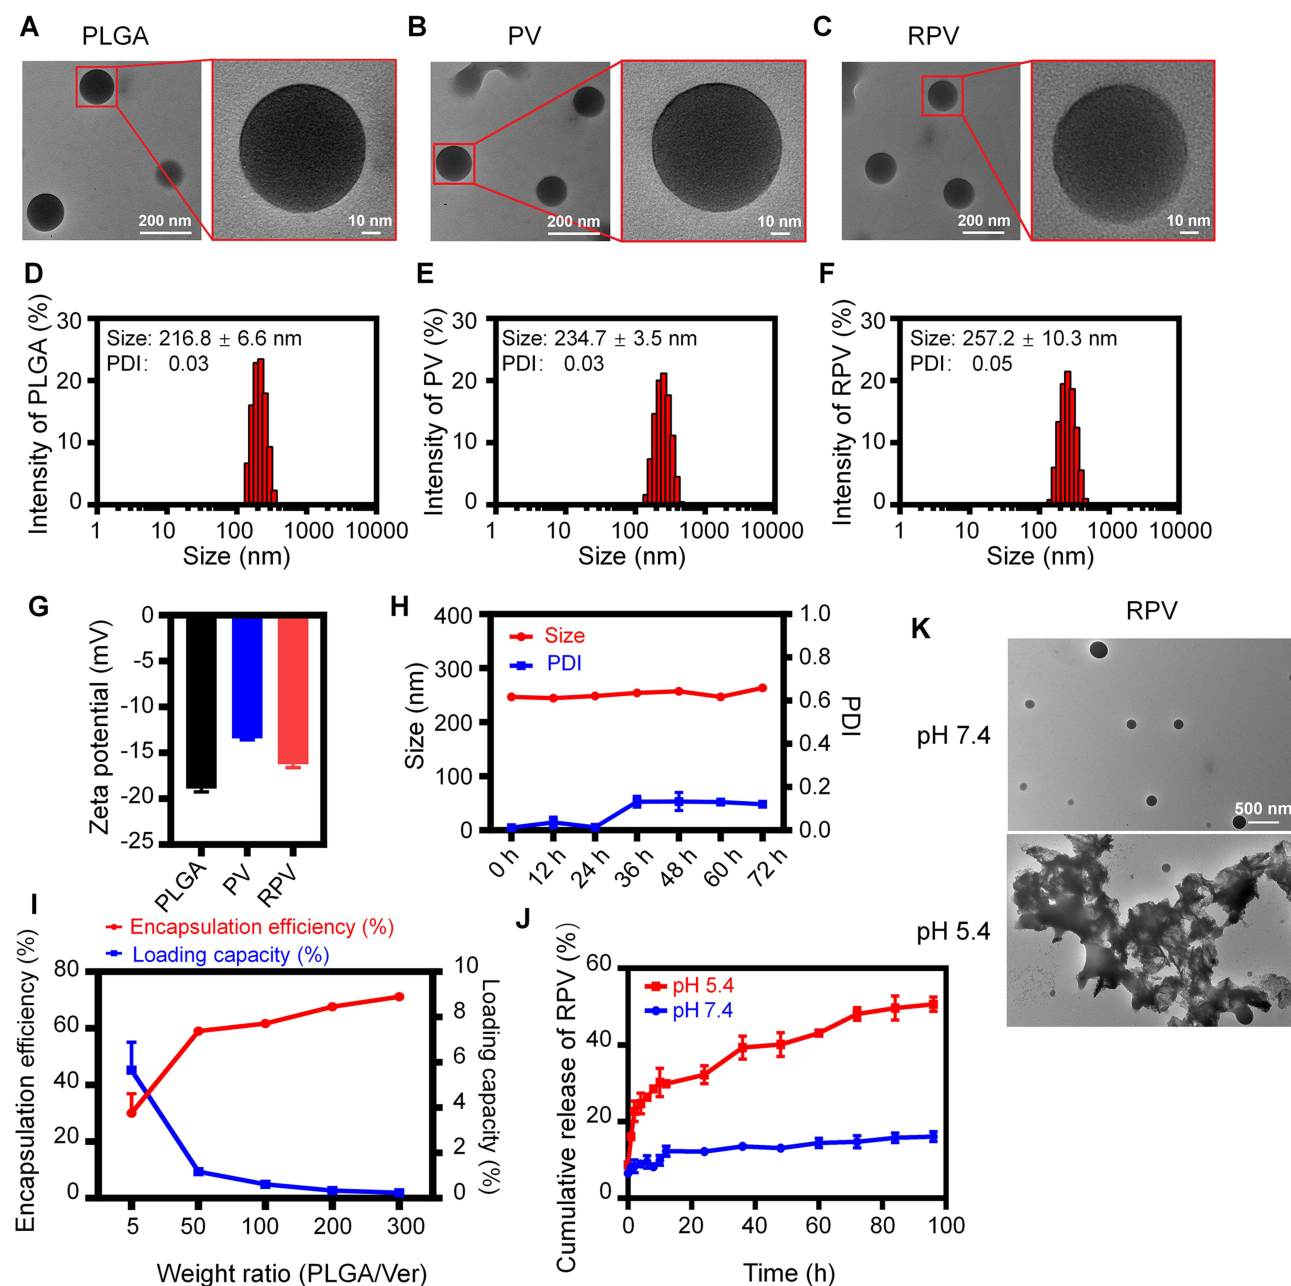 A PLGA
B PV
C RPV
200 nm
10 nm
200 nm
10 nm
200 nm
10 nm
D
Intensity of PLGA (%)
30
20
10
0
Size: 216.8 ± 6.6 nm
PDI: 0.03
1 10 100 1000 10000
Size (nm)
E
Intensity of PV (%)
30
20
10
0
Size: 234.7 ± 3.5 nm
PDI: 0.03
1 10 100 1000 10000
Size (nm)
F
Intensity of RPV (%)
30
20
10
0
Size: 257.2 ± 10.3 nm
PDI: 0.05
1 10 100 1000 10000
Size (nm)
G
Zeta potential (mV)
0
-5
-10
-15
-20
-25
PLGA PV RPV
H
Size (nm)
400
300
200
100
0
Size
PDI
1.0
0.8
0.6
0.4
0.2
0.0
PDI
0 h 12 h 24 h 36 h 48 h 60 h 72 h
I
Encapsulation efficiency (%)
Loading capacity (%)
Encapsulation efficiency (%)
80
60
40
20
0
10
8
6
4
2
0
Loading capacity (%)
5 50 100 200 300
Weight ratio (PLGA/Ver)
J
Cumulative release of RPV (%)
60
40
20
0
pH 5.4
pH 7.4
0 20 40 60 80 100
Time (h)
K
RPV
pH 7.4
500 nm
pH 5.4